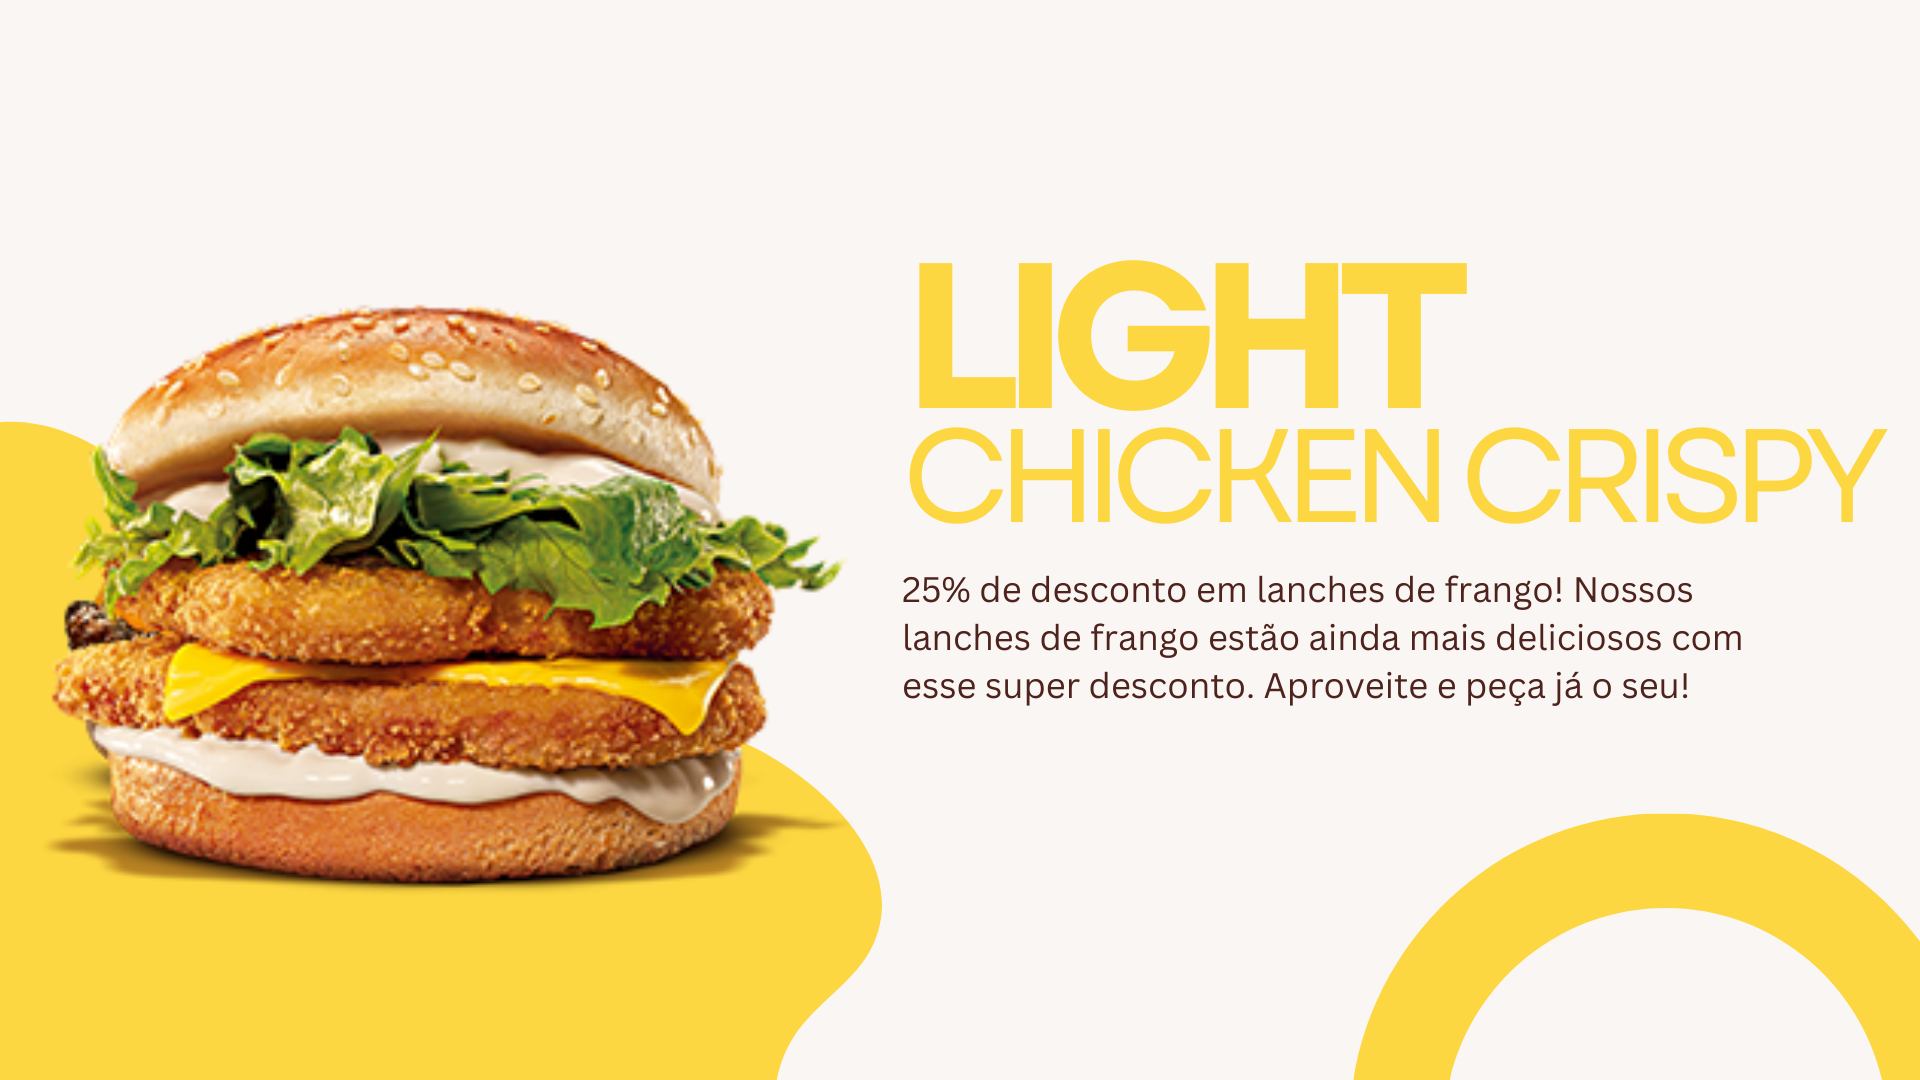 LIGHT
CHICKEN CRISPY
25% de desconto em lanches de frango! Nossos
lanches de frango estão ainda mais deliciosos com
esse super desconto. Aproveite e peça já o seu!